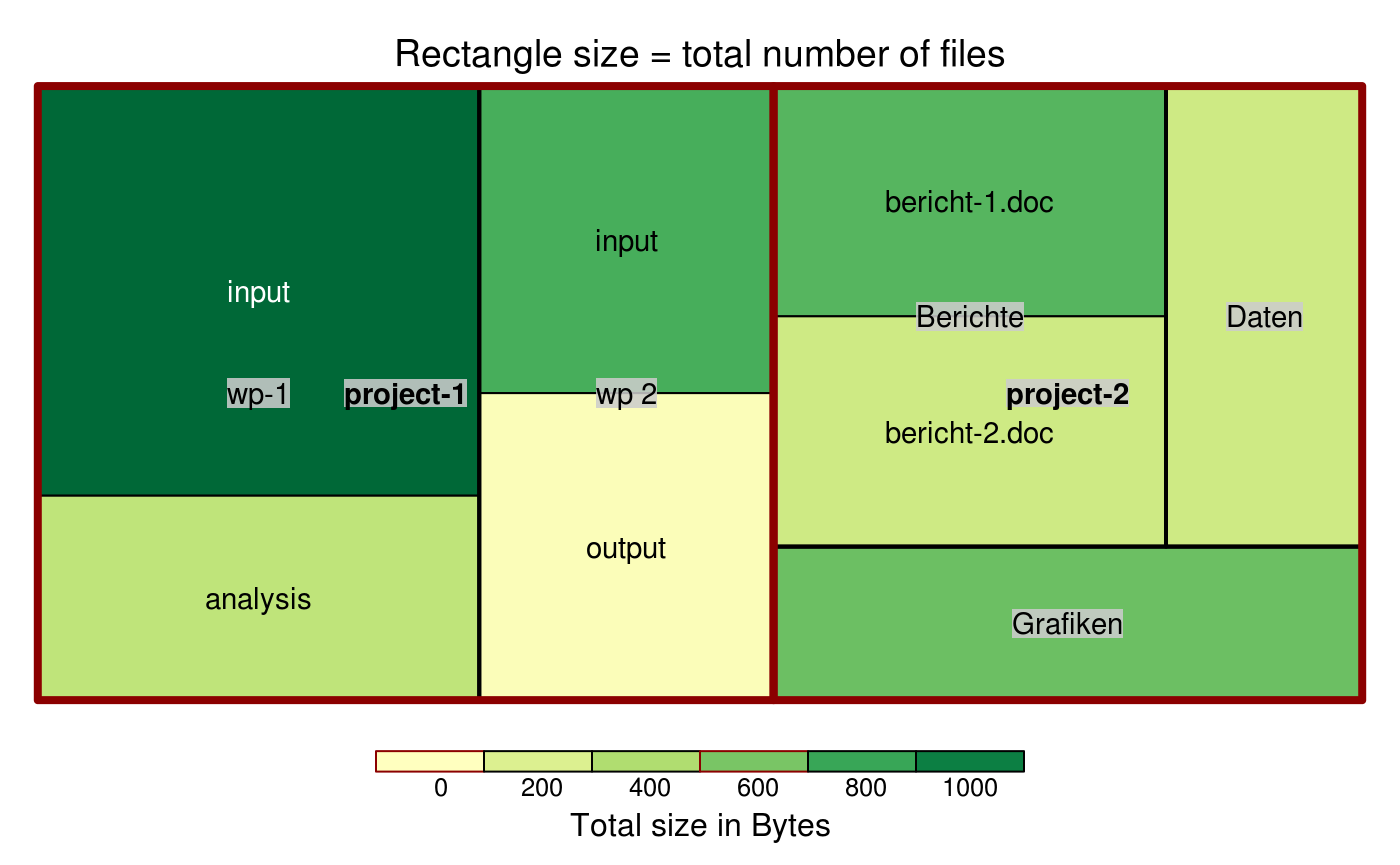 Rectangle size = total number of files
input
wp-1
project-1
analysis
input
wp 2
output
bericht-1.doc
Berichte
project-2
bericht-2.doc
Daten
Grafiken
0 200 400 600 800 1000
Total size in Bytes